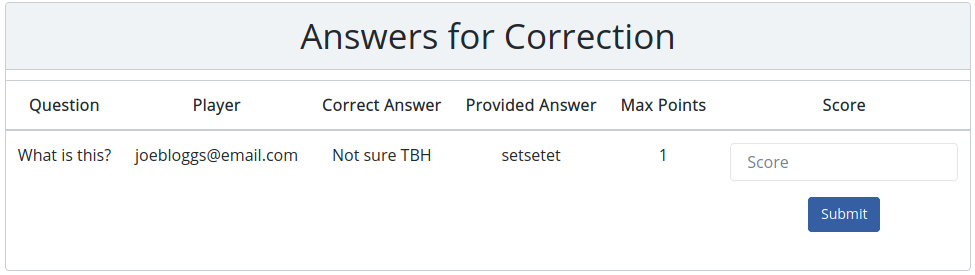 Answers for Correction
Question Player Correct Answer Provided Answer Max Points Score
What is this? joebloggs@email.com Not sure TBH setsetet 1 Score
Submit